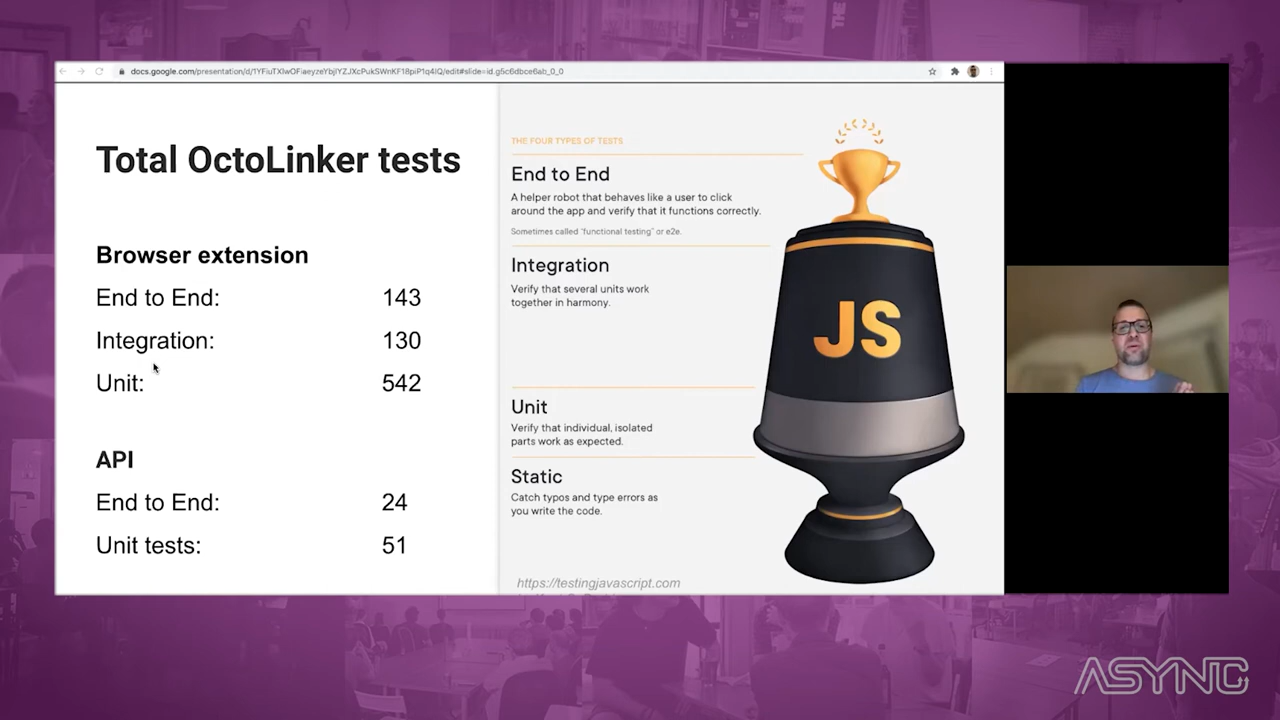 docs.google.com/presentation/d/1YFiuTXIwOFiaeyzeYbjIYZJXcPukSWnKF18piP1q4IQ/edit#slide=id.g5c6dbce6ab_0_0
Total OctoLinker tests
Browser extension
End to End: 143
Integration: 130
Unit: 542
API
End to End: 24
Unit tests: 51
THE FOUR TYPES OF TESTS
End to End
A helper robot that behaves like a user to click
around the app and verify that it functions correctly.
Sometimes called "functional testing" or e2e.
Integration
Verify that several units work
together in harmony.
Unit
Verify that individual, isolated
parts work as expected.
Static
Catch typos and type errors as
you write the code.
https://testingjavascript.com
JS
ASYNC